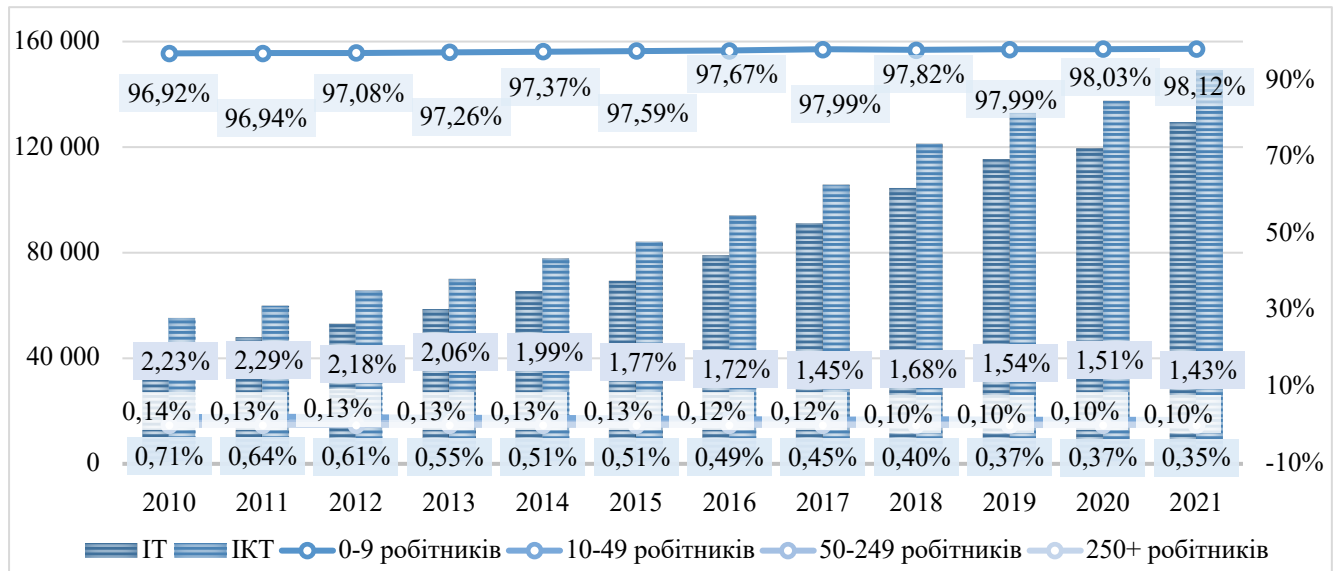 160 000
120 000
80 000
40 000
0
90%
70%
50%
30%
10%
-10%
96,92% 96,94% 97,08% 97,26% 97,37% 97,59% 97,67% 97,99% 97,82% 97,99% 98,03% 98,12%
2,23% 2,29% 2,18% 2,06% 1,99% 1,77% 1,72% 1,45% 1,68% 1,54% 1,51% 1,43%
0,14% 0,13% 0,13% 0,13% 0,13% 0,13% 0,12% 0,12% 0,10% 0,10% 0,10% 0,10%
0,71% 0,64% 0,61% 0,55% 0,51% 0,51% 0,49% 0,45% 0,40% 0,37% 0,37% 0,35%
2010 2011 2012 2013 2014 2015 2016 2017 2018 2019 2020 2021
ІТ ІКТ 0-9 робітників 10-49 робітників 50-249 робітників 250+ робітників